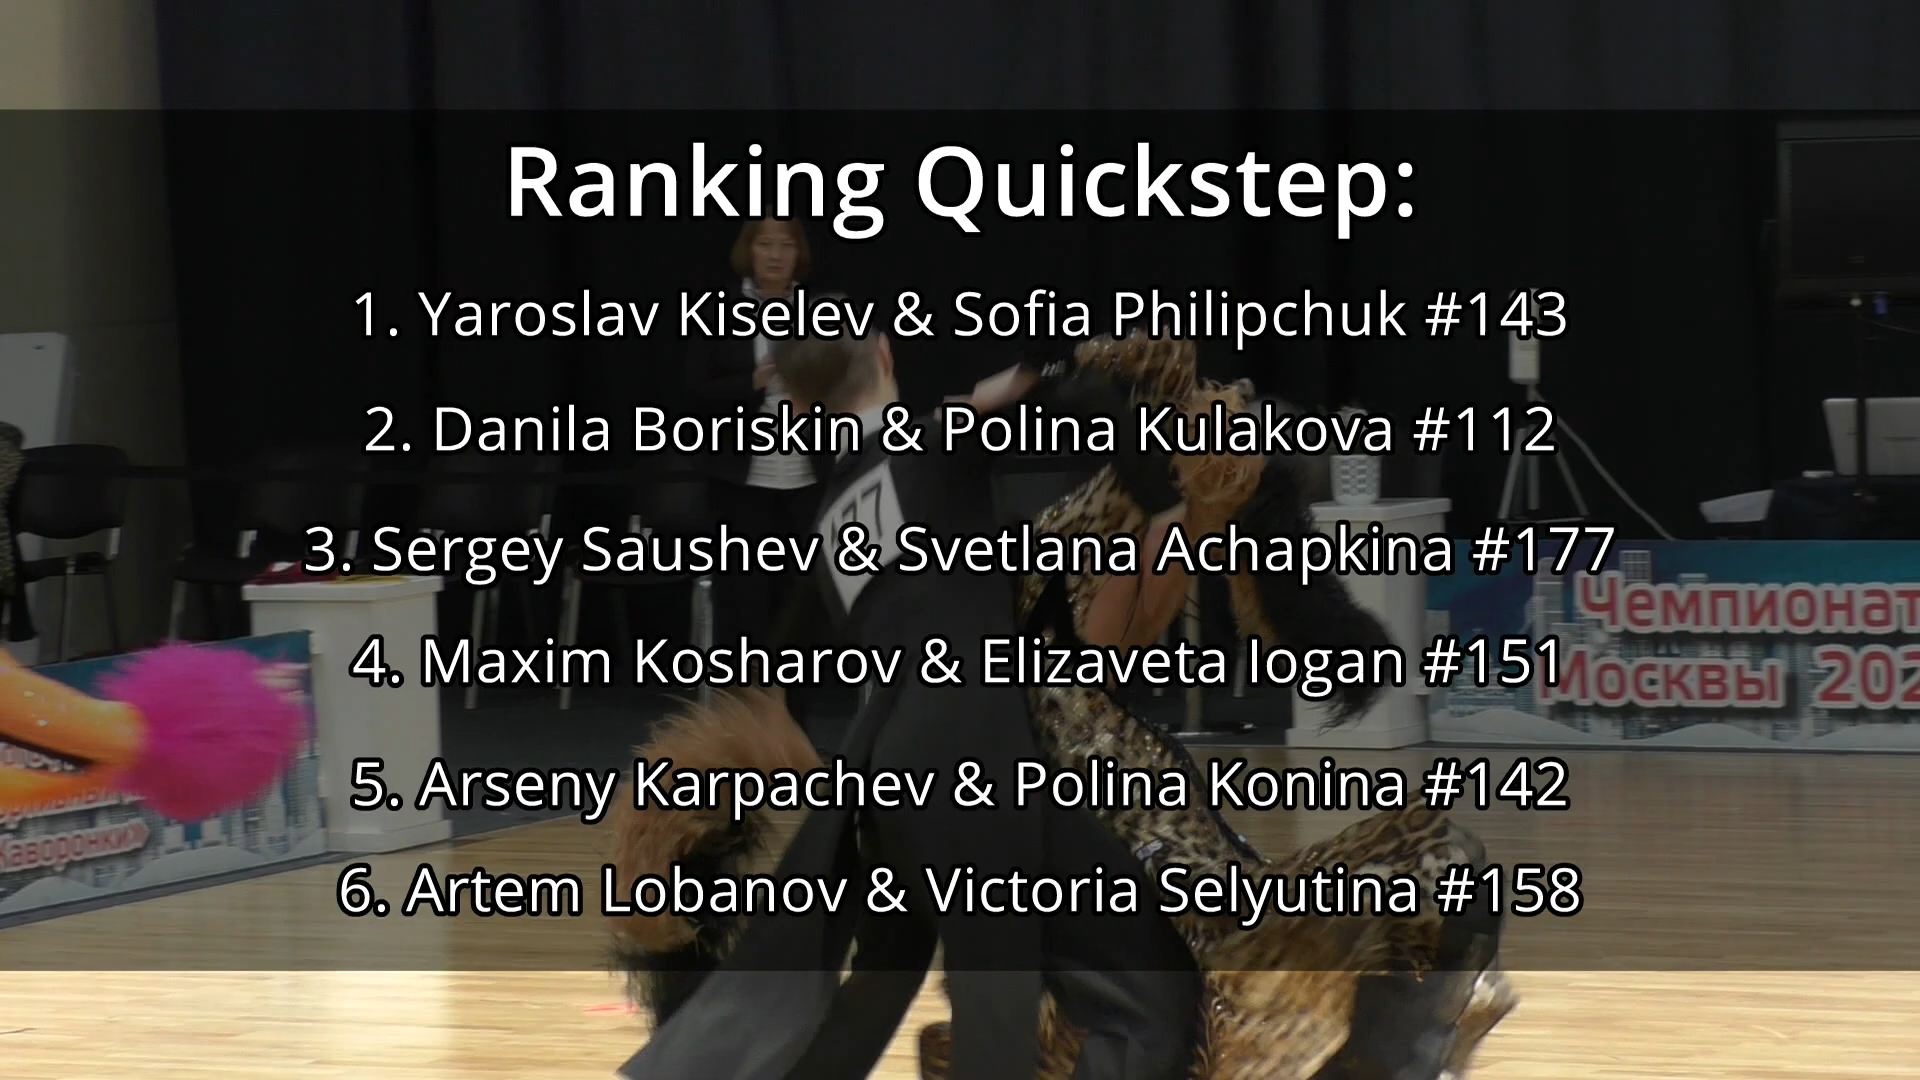 Ranking Quickstep:
1. Yaroslav Kiselev & Sofia Philipchuk #143
2. Danila Boriskin & Polina Kulakova #112
3. Sergey Saushev & Svetlana Achapkina #177
4. Maxim Kosharov & Elizaveta Iogan #151
5. Arseny Karpachev & Polina Konina #142
6. Artem Lobanov & Victoria Selyutina #158
177
Чемпионат
Москвы 202